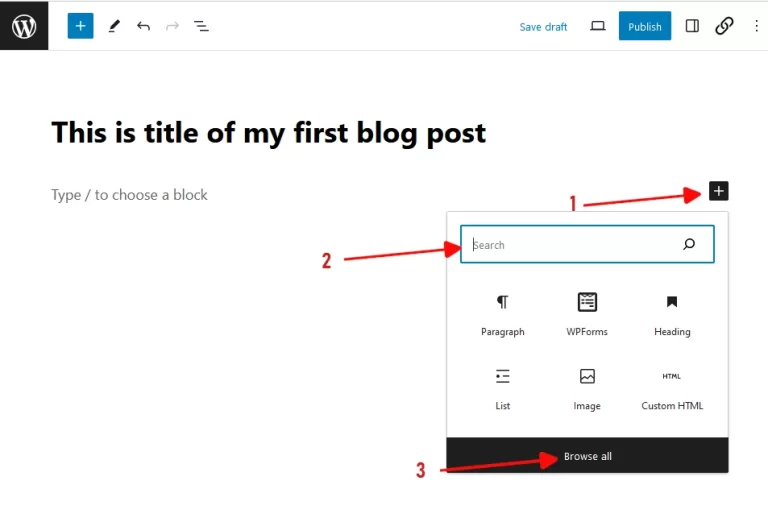 Save draft
Publish
This is title of my first blog post
Type / to choose a block
1
2
Search
Paragraph
WPForms
Heading
HTML
List
Image
Custom HTML
3
Browse all